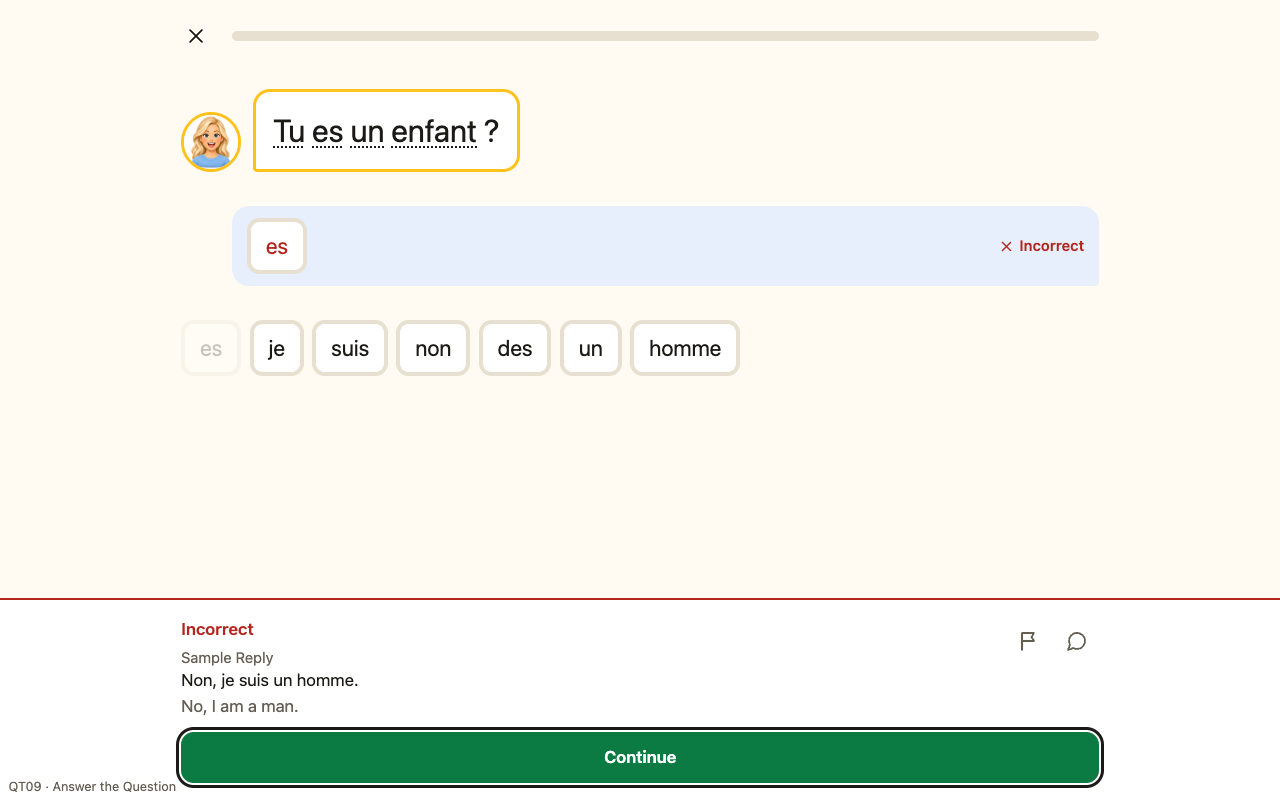 Tu es un enfant ?
es
Incorrect
es je suis non des un homme
Incorrect
Sample Reply
Non, je suis un homme.
No, I am a man.
Continue
QT09 · Answer the Question